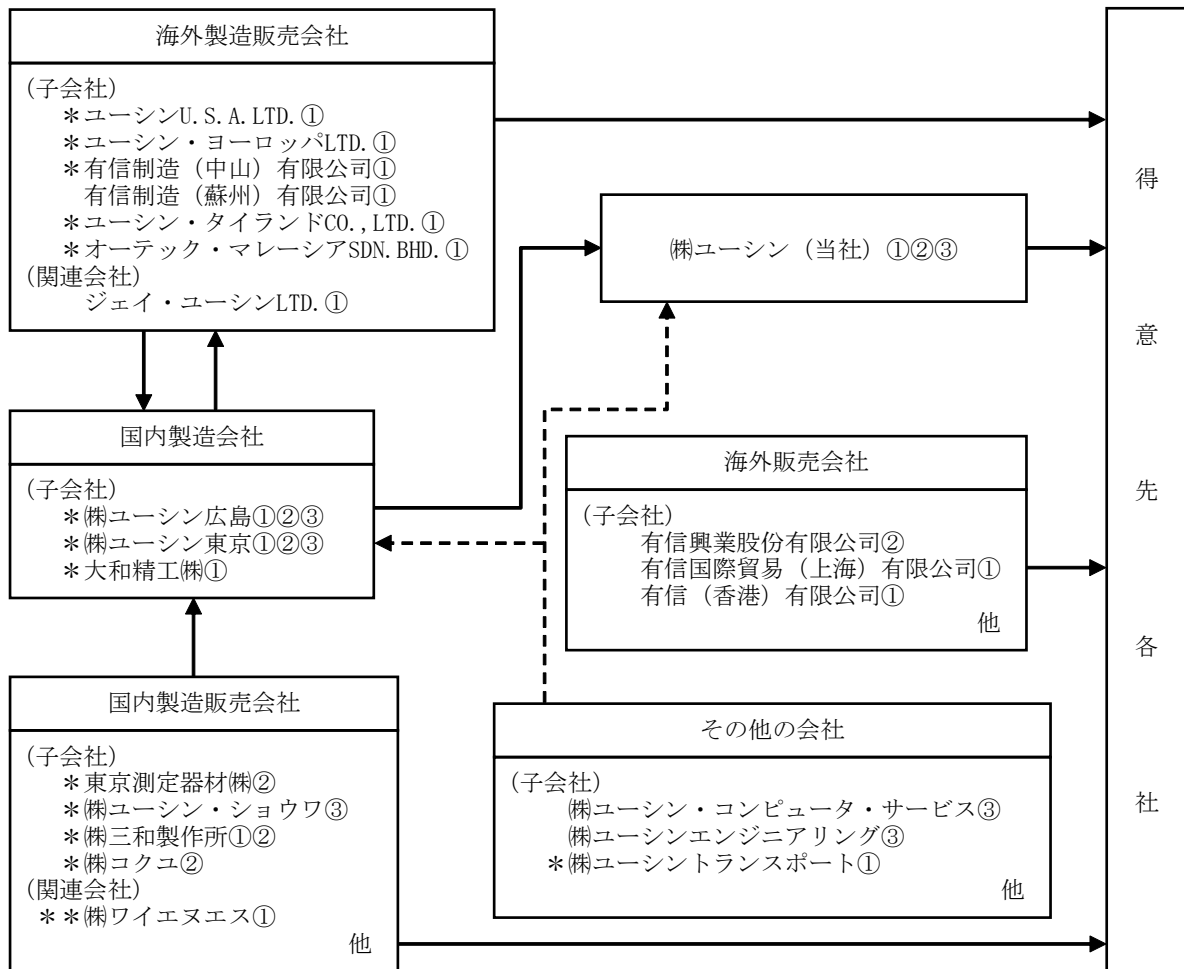 海外製造販売会社
(子会社)
＊ユーシンU.S.A.LTD.①
＊ユーシン・ヨーロッパLTD.①
＊有信制造（中山）有限公司①
有信制造（蘇州）有限公司①
＊ユーシン・タイランドCO.,LTD.①
＊オーテック・マレーシアSDN.BHD.①
(関連会社)
ジェイ・ユーシンLTD.①
㈱ユーシン（当社）①②③
国内製造会社
(子会社)
＊㈱ユーシン広島①②③
＊㈱ユーシン東京①②③
＊大和精工㈱①
海外販売会社
(子会社)
有信興業股份有限公司②
有信国際貿易（上海）有限公司①
有信（香港）有限公司①
他
国内製造販売会社
(子会社)
＊東京測定器材㈱②
＊㈱ユーシン・ショウワ③
＊㈱三和製作所①②
＊㈱コクユ②
(関連会社)
＊＊㈱ワイエヌエス①
他
その他の会社
(子会社)
㈱ユーシン・コンピュータ・サービス③
㈱ユーシンエンジニアリング③
＊㈱ユーシントランスポート①
他
得意先各社